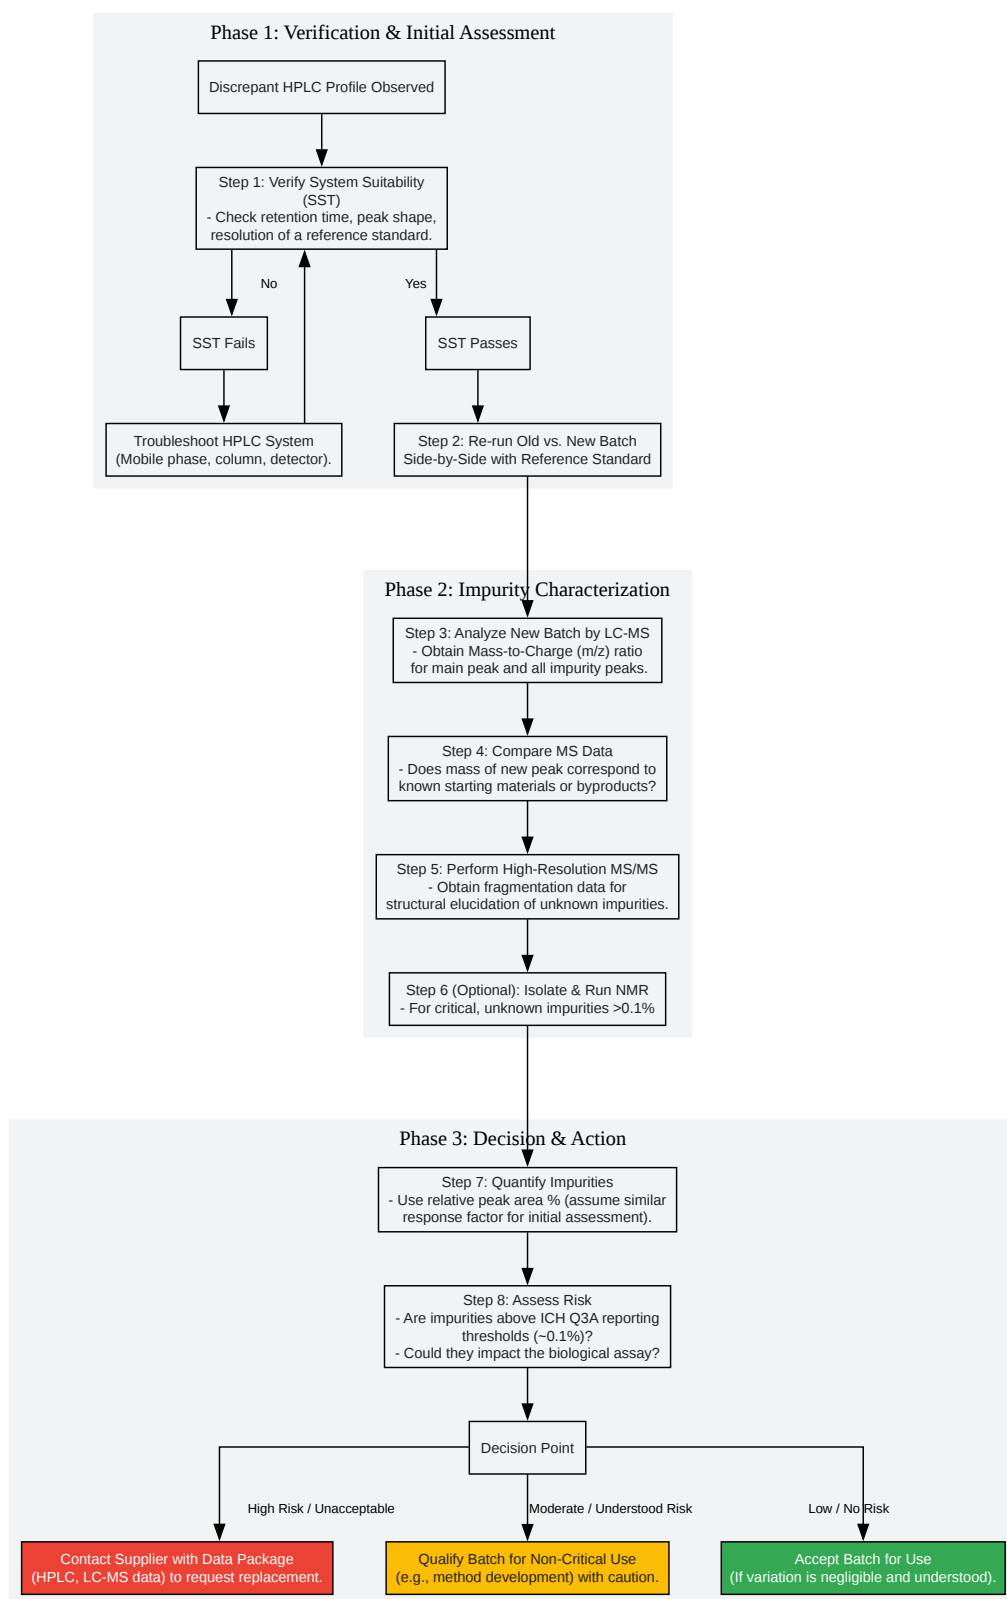 Phase 1: Verification & Initial Assessment
Discrepant HPLC Profile Observed
Step 1: Verify System Suitability
(SST)
- Check retention time, peak shape,
resolution of a reference standard.
No
Yes
SST Fails
SST Passes
Troubleshoot HPLC System
(Mobile phase, column, detector).
Step 2: Re-run Old vs. New Batch
Side-by-Side with Reference Standard
Phase 2: Impurity Characterization
Step 3: Analyze New Batch by LC-MS
- Obtain Mass-to-Charge (m/z) ratio
for main peak and all impurity peaks.
Step 4: Compare MS Data
- Does mass of new peak correspond to
known starting materials or byproducts?
Step 5: Perform High-Resolution MS/MS
- Obtain fragmentation data for
structural elucidation of unknown impurities.
Step 6 (Optional): Isolate & Run NMR
- For critical, unknown impurities >0.1%
Phase 3: Decision & Action
Step 7: Quantify Impurities
- Use relative peak area % (assume similar
response factor for initial assessment).
Step 8: Assess Risk
- Are impurities above ICH Q3A reporting
thresholds (~0.1%)?
- Could they impact the biological assay?
Decision Point
High Risk / Unacceptable
Moderate / Understood Risk
Low / No Risk
Contact Supplier with Data Package
(HPLC, LC-MS data) to request replacement.
Qualify Batch for Non-Critical Use
(e.g., method development) with caution.
Accept Batch for Use
(If variation is negligible and understood).